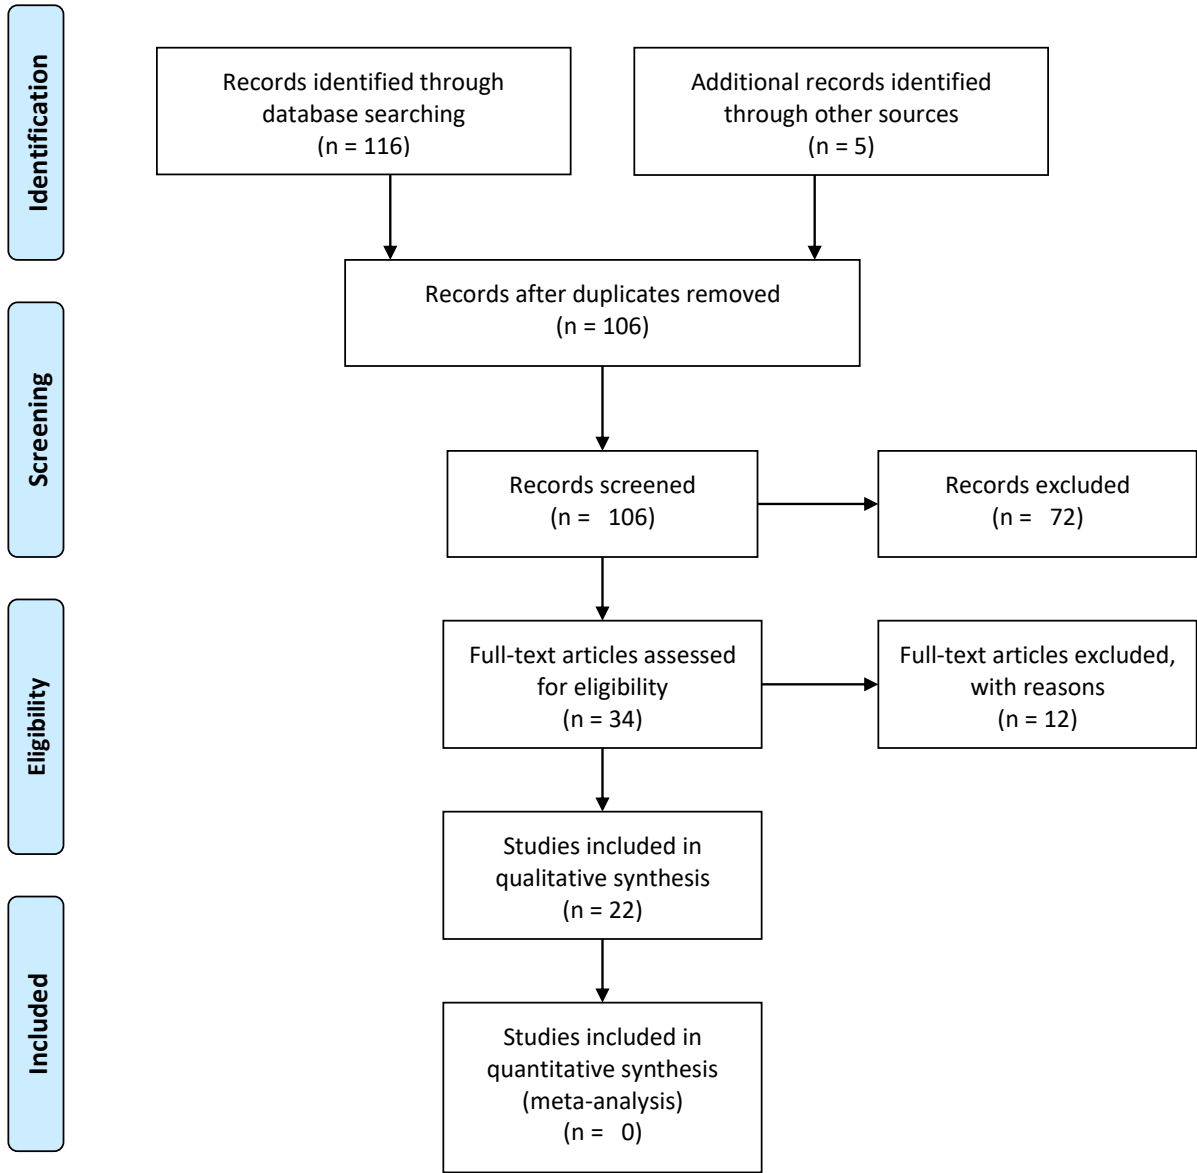 Identification
Records identified through
database searching
(n = 116)
Additional records identified
through other sources
(n = 5)
Records after duplicates removed
(n = 106)
Screening
Records screened
(n =   106)
Records excluded
(n =   72)
Eligibility
Full-text articles assessed
for eligibility
(n = 34)
Full-text articles excluded,
with reasons
(n = 12)
Studies included in
qualitative synthesis
(n = 22)
Included
Studies included in
quantitative synthesis
(meta-analysis)
(n =   0)